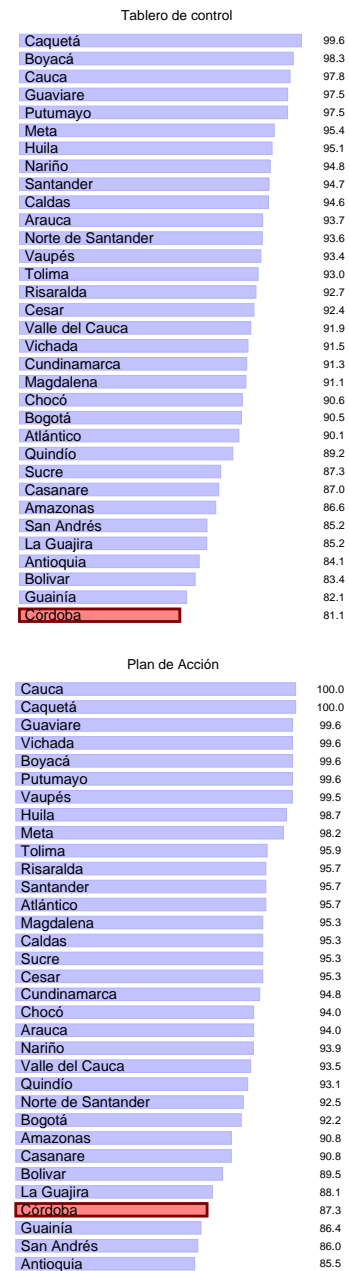 Tablero de control
Caquetá 99.6
Boyacá 98.3
Cauca 97.8
Guaviare 97.5
Putumayo 97.5
Meta 95.4
Huila 95.1
Nariño 94.8
Santander 94.7
Caldas 94.6
Arauca 93.7
Norte de Santander 93.6
Vaupés 93.4
Tolima 93.0
Risaralda 92.7
Cesar 92.4
Valle del Cauca 91.9
Vichada 91.5
Cundinamarca 91.3
Magdalena 91.1
Chocó 90.6
Bogotá 90.5
Atlántico 90.1
Quindío 89.2
Sucre 87.3
Casanare 87.0
Amazonas 86.6
San Andrés 85.2
La Guajira 85.2
Antioquia 84.1
Bolivar 83.4
Guainía 82.1
Córdoba 81.1
Plan de Acción
Cauca 100.0
Caquetá 100.0
Guaviare 99.6
Vichada 99.6
Boyacá 99.6
Putumayo 99.6
Vaupés 99.5
Huila 98.7
Meta 98.2
Tolima 95.9
Risaralda 95.7
Santander 95.7
Atlántico 95.7
Magdalena 95.3
Caldas 95.3
Sucre 95.3
Cesar 95.3
Cundinamarca 94.8
Chocó 94.0
Arauca 94.0
Nariño 93.9
Valle del Cauca 93.5
Quindío 93.1
Norte de Santander 92.5
Bogotá 92.2
Amazonas 90.8
Casanare 90.8
Bolivar 89.5
La Guajira 88.1
Córdoba 87.3
Guainía 86.4
San Andrés 86.0
Antioquia 85.5